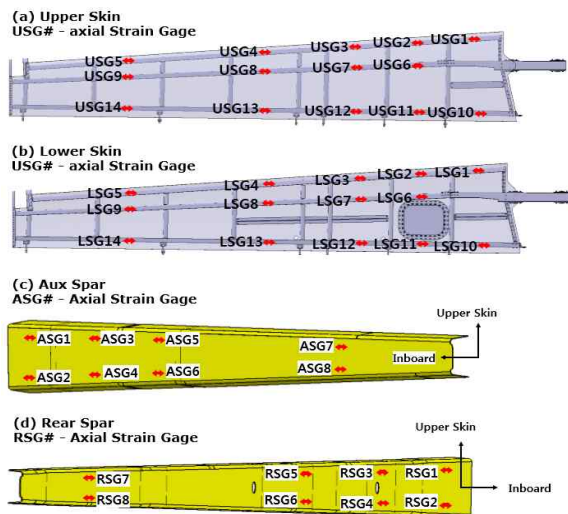 (a) Upper Skin
USG# - axial Strain Gage
USG5 USG4 USG3 USG2 USG1
USG9 USG8 USG7 USG6
USG14 USG13 USG12 USG11 USG10
(b) Lower Skin
USG# - axial Strain Gage
LSG5 LSG4 LSG3 LSG2 LSG1
LSG9 LSG8 LSG7 LSG6
LSG14 LSG13 LSG12 LSG11 LSG10
(c) Aux Spar
ASG# - Axial Strain Gage
Upper Skin
ASG1 ASG3 ASG5 ASG7
Inboard
ASG2 ASG4 ASG6 ASG8
(d) Rear Spar
RSG# - Axial Strain Gage
Upper Skin
RSG7 RSG5 RSG3 RSG1
Inboard
RSG8 RSG6 RSG4 RSG2